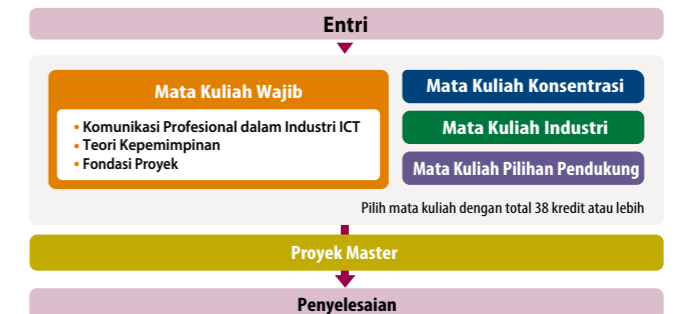 Entri
Mata Kuliah Wajib
• Komunikasi Profesional dalam Industri ICT
• Teori Kepemimpinan
• Fondasi Proyek
Mata Kuliah Konsentrasi
Mata Kuliah Industri
Mata Kuliah Pilihan Pendukung
Pilih mata kuliah dengan total 38 kredit atau lebih
Proyek Master
Penyelesaian